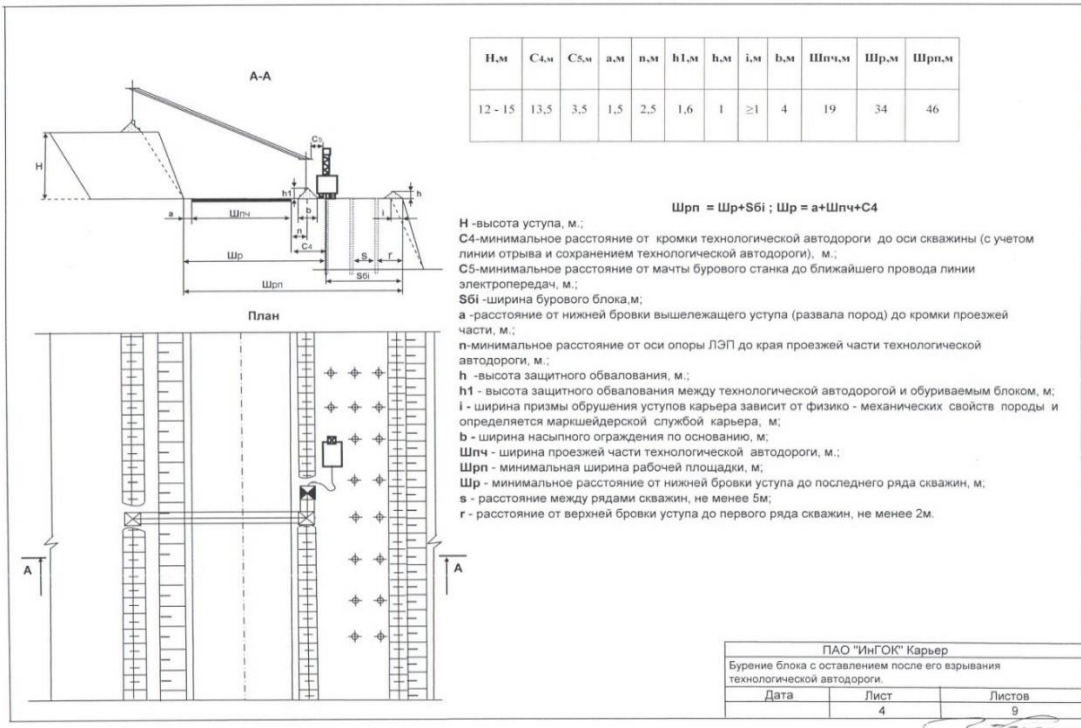 А-А
H
C5
h1
b
h
a
Шпч
n
i
C4
s
r
Шр
Sбi
Шрп
План
А
А
Н,м C4,м C5,м а,м n,м h1,м h,м i,м b,м Шпч,м Шр,м Шрп,м
12 - 15 13,5 3,5 1,5 2,5 1,6 1 ≥1 4 19 34 46
Шрп = Шр+Sбi ; Шр = а+Шпч+С4
Н -высота уступа, м.;
С4-минимальное расстояние от кромки технологической автодороги до оси скважины (с учетом
линии отрыва и сохранением технологической автодороги), м.;
С5-минимальное расстояние от мачты бурового станка до ближайшего провода линии
электропередач, м.;
Sбi -ширина бурового блока,м;
а -расстояние от нижней бровки вышележащего уступа (развала пород) до кромки проезжей
части, м.;
n-минимальное расстояние от оси опоры ЛЭП до края проезжей части технологической
автодороги, м.;
h -высота защитного обвалования, м.;
h1 - высота защитного обвалования между технологической автодорогой и обуриваемым блоком, м;
i - ширина призмы обрушения уступов карьера зависит от физико - механических свойств породы и
определяется маркшейдерской службой карьера, м;
b - ширина насыпного ограждения по основанию, м;
Шпч - ширина проезжей части технологической автодороги, м.;
Шрп - минимальная ширина рабочей площадки, м;
Шр - минимальное расстояние от нижней бровки уступа до последнего ряда скважин, м;
s - расстояние между рядами скважин, не менее 5м;
r - расстояние от верхней бровки уступа до первого ряда скважин, не менее 2м.
ПАО "ИнГОК" Карьер
Бурение блока с оставлением после его взрывания
технологической автодороги.
Дата Лист Листов
4 9